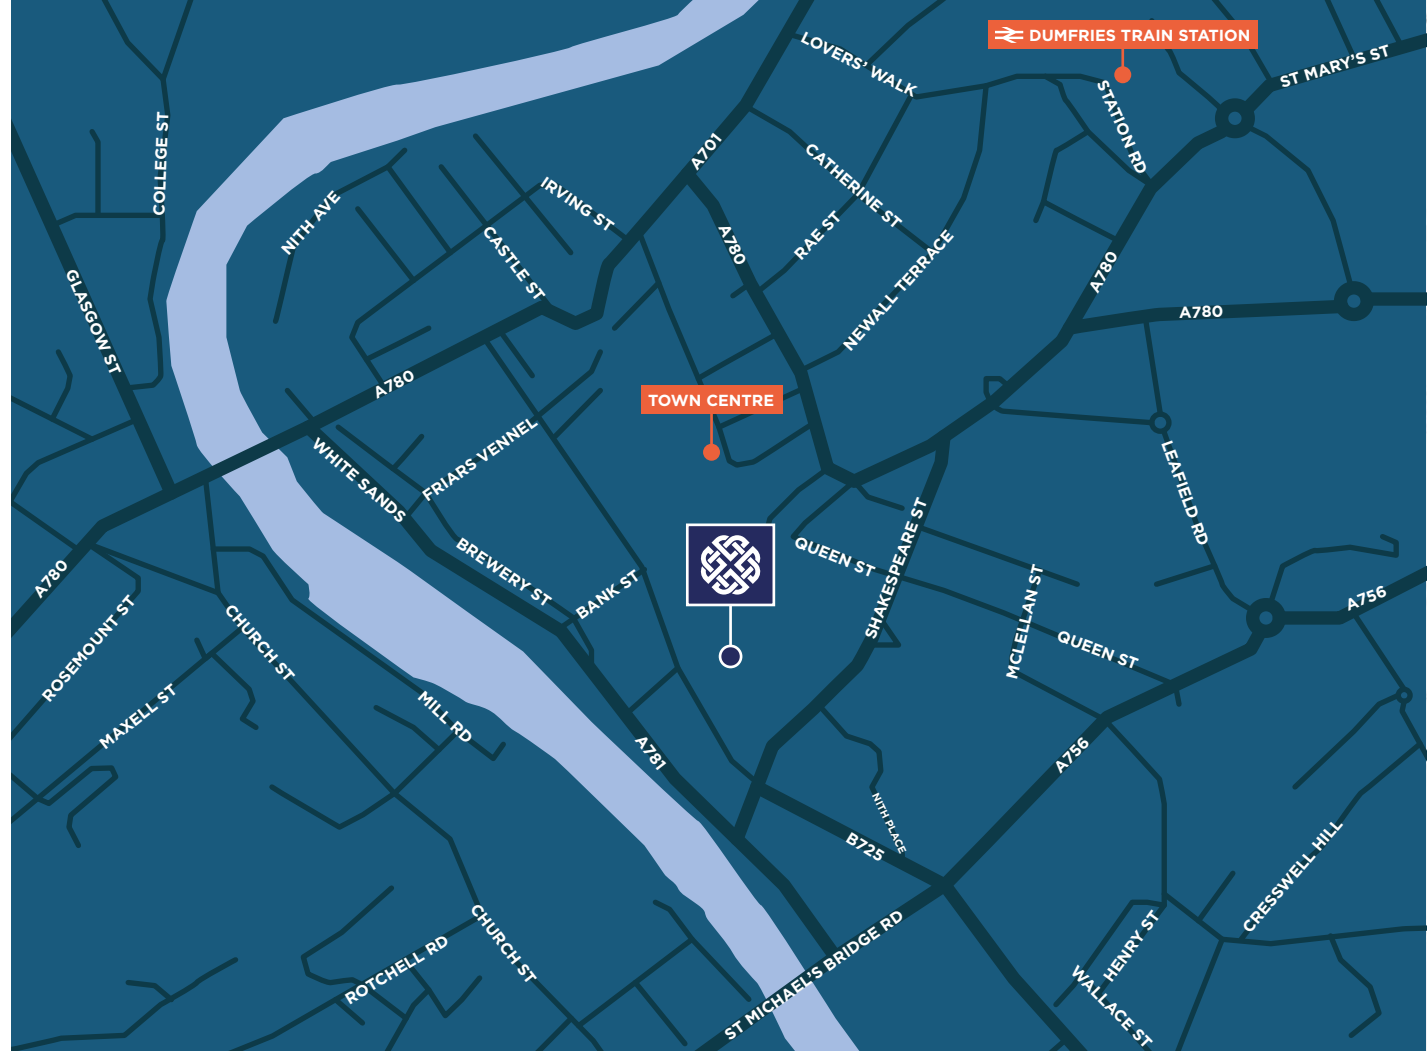 DUMFRIES TRAIN STATION
ST MARY'S ST
LOVERS' WALK
STATION RD
COLLEGE ST
A701
CATHERINE ST
NITH AVE
IRVING ST
RAE ST
CASTLE ST
A780
NEWALL TERRACE
A780
A780
GLASGOW ST
A780
TOWN CENTRE
WHITE SANDS
FRIARS VENNEL
LEAFIELD RD
SHAKESPEARE ST
QUEEN ST
BREWERY ST
BANK ST
A780
MCLELLAN ST
A756
ROSEMOUNT ST
CHURCH ST
QUEEN ST
MAXELL ST
MILL RD
A781
A756
NITH PLACE
B725
CRESSWELL HILL
CHURCH ST
ROTCHELL RD
ST MICHAEL'S BRIDGE RD
HENRY ST
WALLACE ST